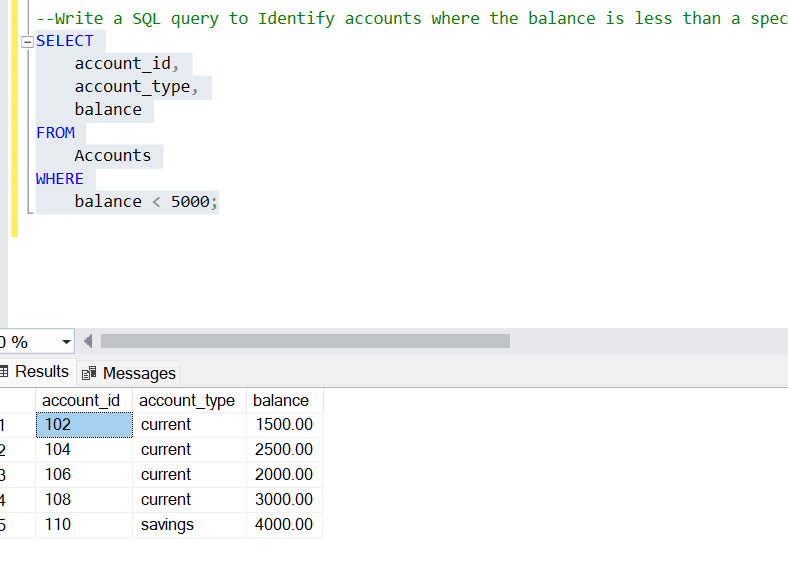 --Write a SQL query to Identify accounts where the balance is less than a spec
SELECT
account_id,
account_type,
balance
FROM
Accounts
WHERE
balance < 5000;
0 %
Results Messages
account_id account_type balance
1 102 current 1500.00
2 104 current 2500.00
3 106 current 2000.00
4 108 current 3000.00
5 110 savings 4000.00